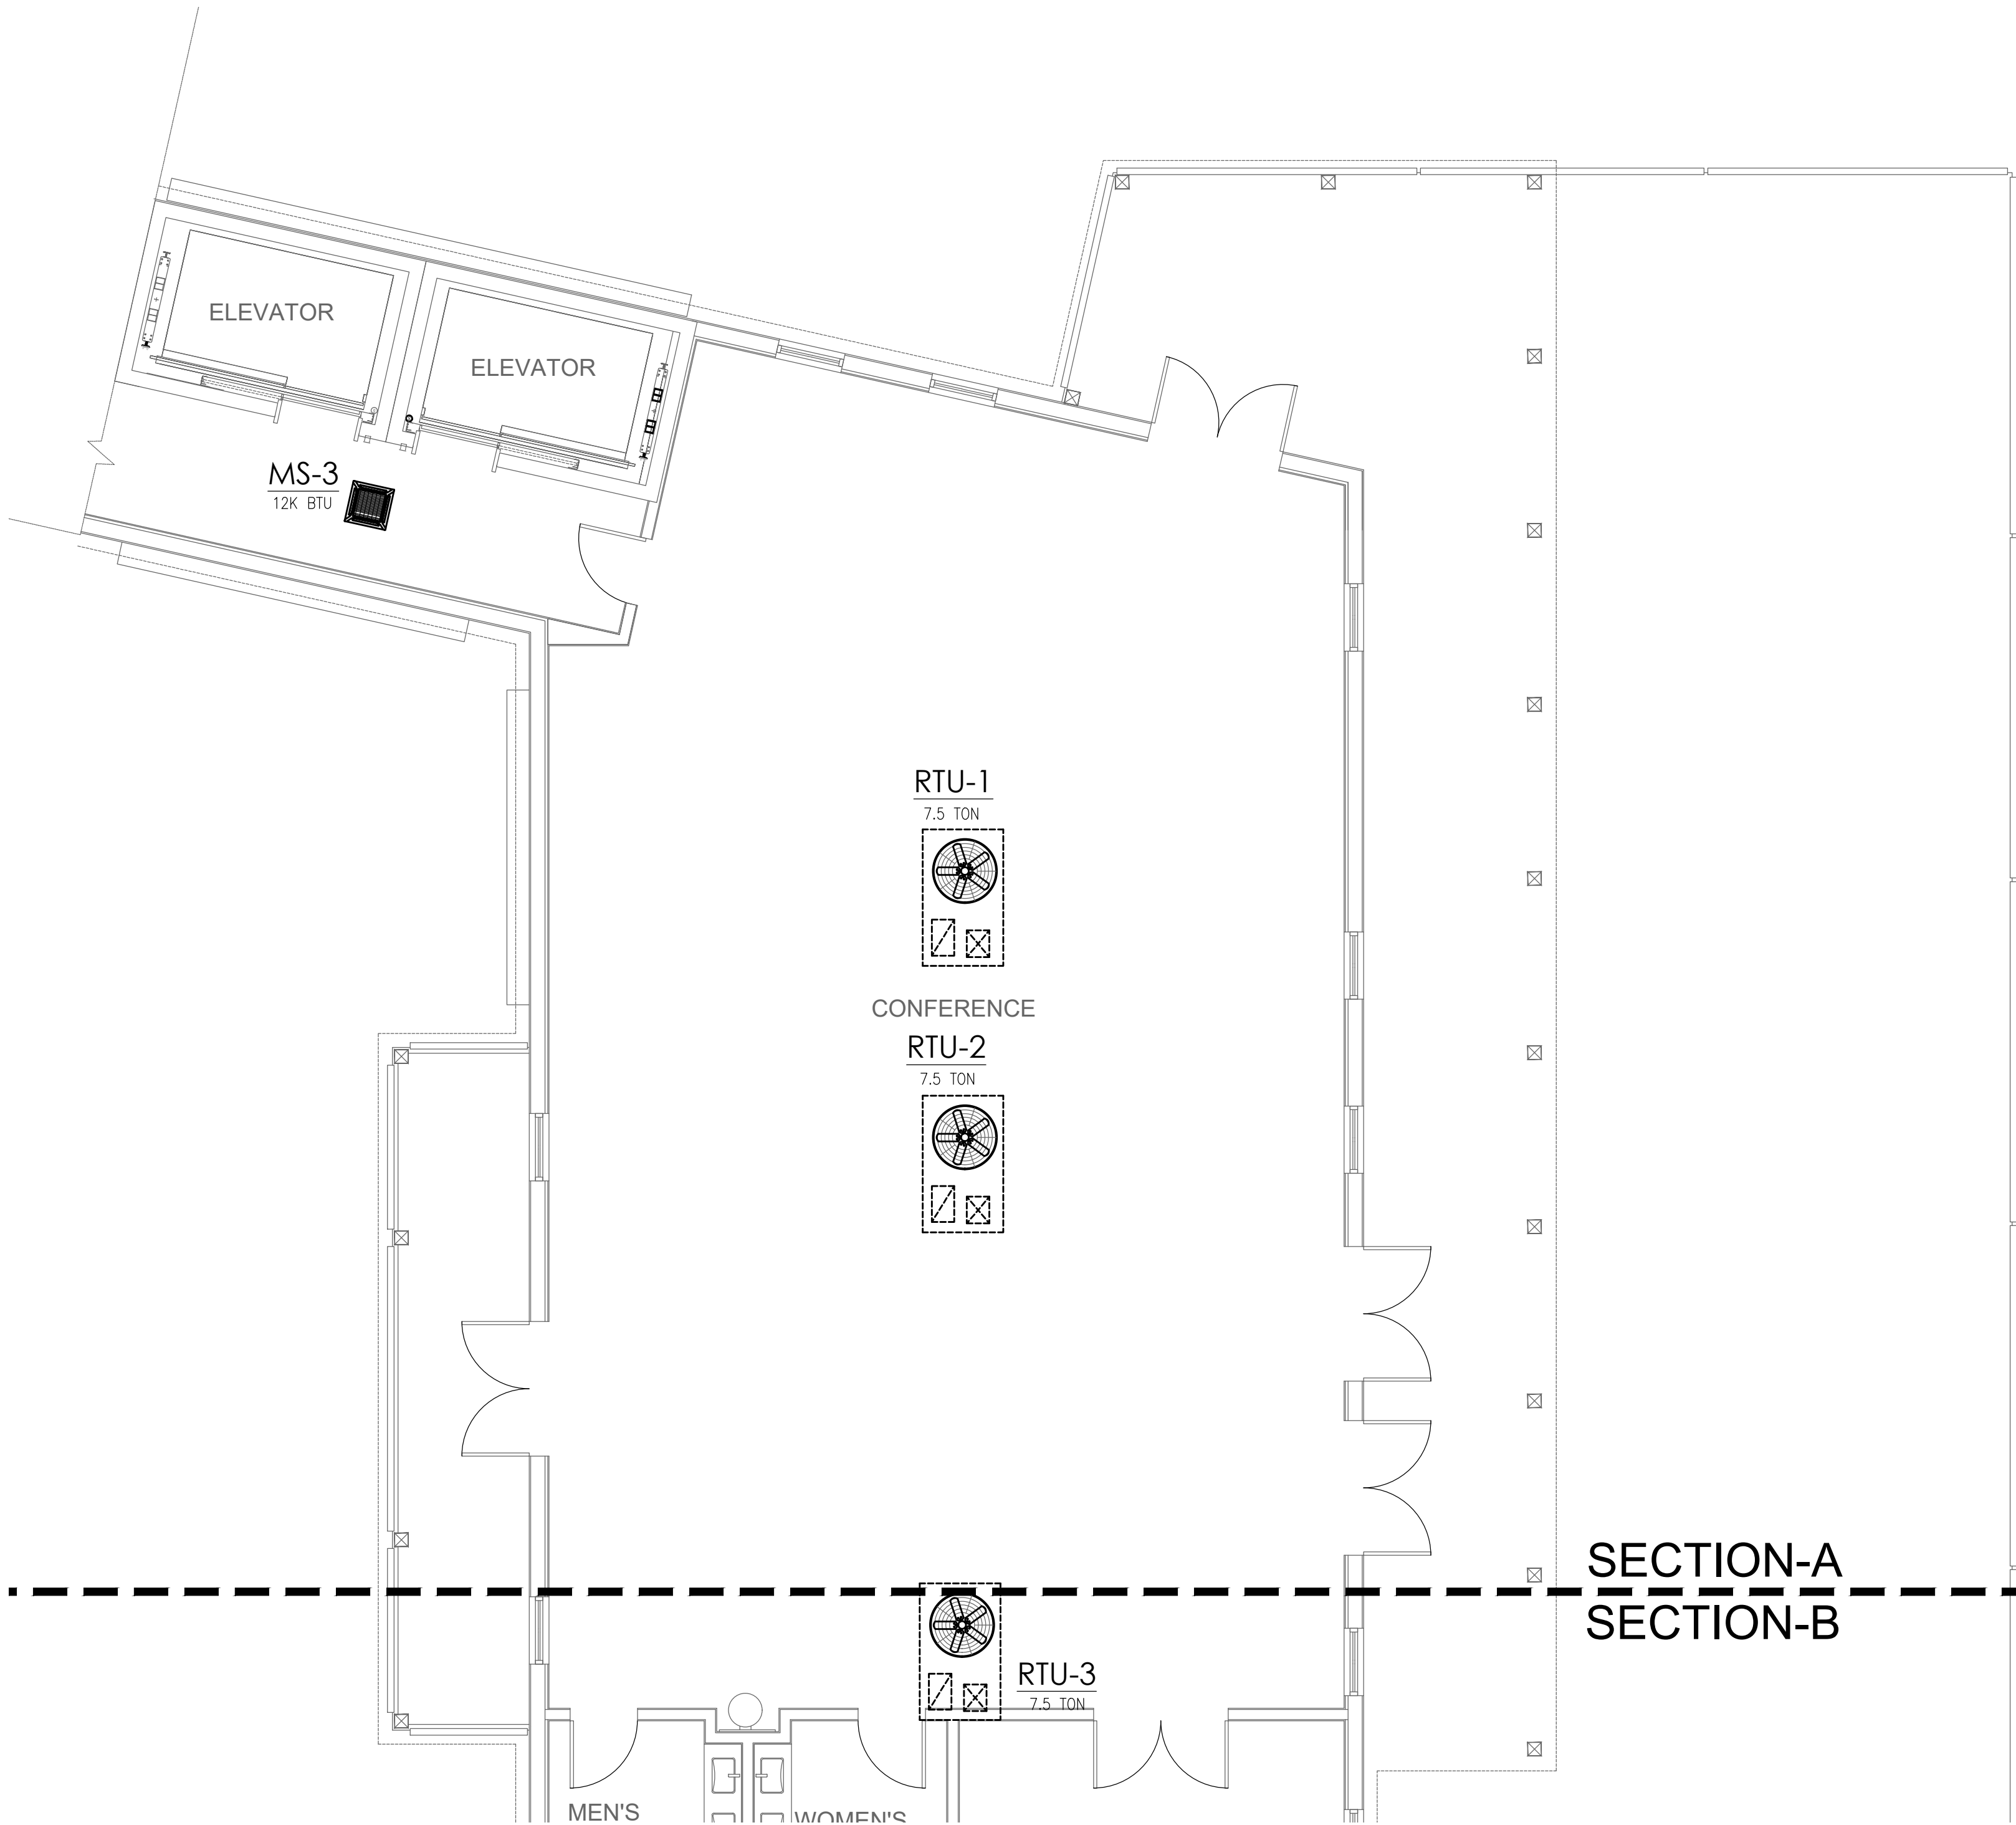 ELEVATOR
ELEVATOR
MS-3
12K BTU
RTU-1
7.5 TON
CONFERENCE
RTU-2
7.5 TON
SECTION-A
SECTION-B
RTU-3
7.5 TON
MEN'S
WOMEN'S